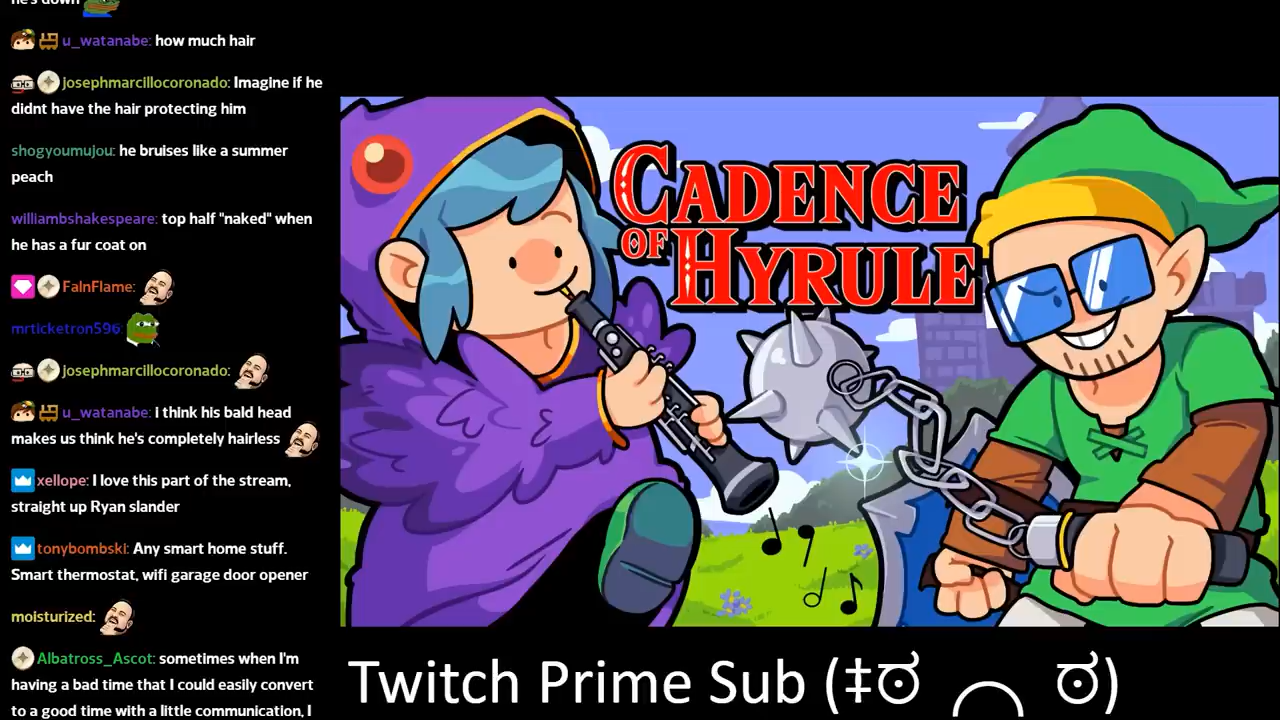 he's down
u_watanabe: how much hair
josephmarcillocoronado: Imagine if he
didnt have the hair protecting him
shogyoumujou: he bruises like a summer
peach
williambshakespeare: top half "naked" when
he has a fur coat on
FalnFlame:
mrticketron596:
josephmarcillocoronado:
u_watanabe: i think his bald head
makes us think he's completely hairless
xellope: I love this part of the stream,
straight up Ryan slander
tonybombski: Any smart home stuff.
Smart thermostat, wifi garage door opener
moisturized:
Albatross_Ascot: sometimes when I'm
having a bad time that I could easily convert
to a good time with a little communication, I
CADENCE
OF HYRULE
Twitch Prime Sub (‡ಠ ︵ ಠ)